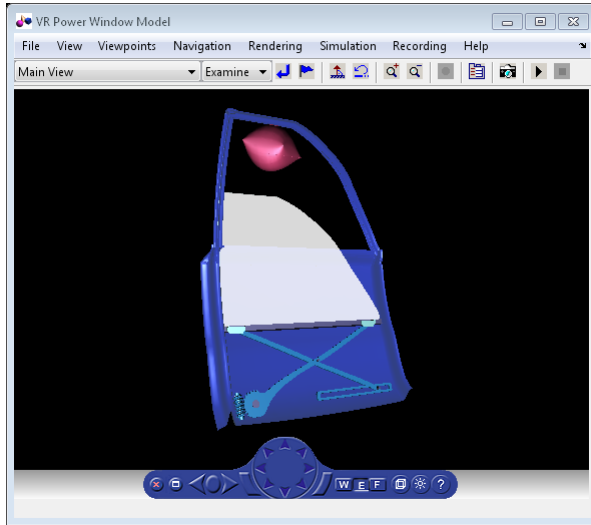 VR Power Window Model
File View Viewpoints Navigation Rendering Simulation Recording Help
Main View Examine
W E F ?